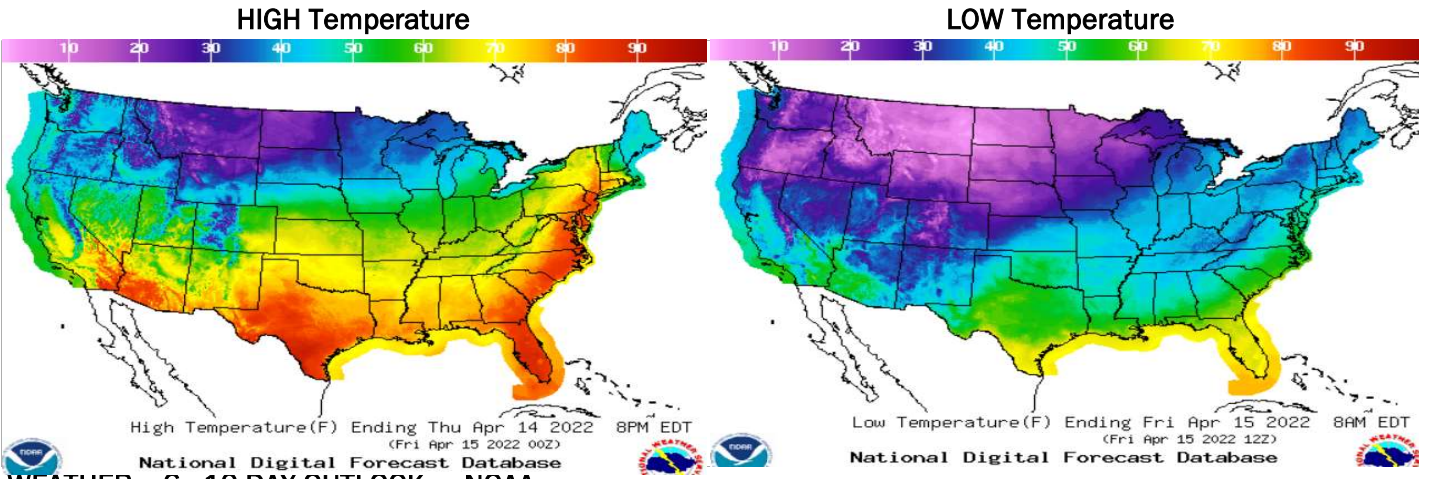 HIGH Temperature
LOW Temperature
10 20 30 40 50 60 70 80 90
10 20 30 40 50 60 70 80 90
High Temperature(F) Ending Thu Apr 14 2022 8PM EDT
(Fri Apr 15 2022 00Z)
National Digital Forecast Database
NOAA
Low Temperature(F) Ending Fri Apr 15 2022 8AM EDT
(Fri Apr 15 2022 12Z)
National Digital Forecast Database
NOAA